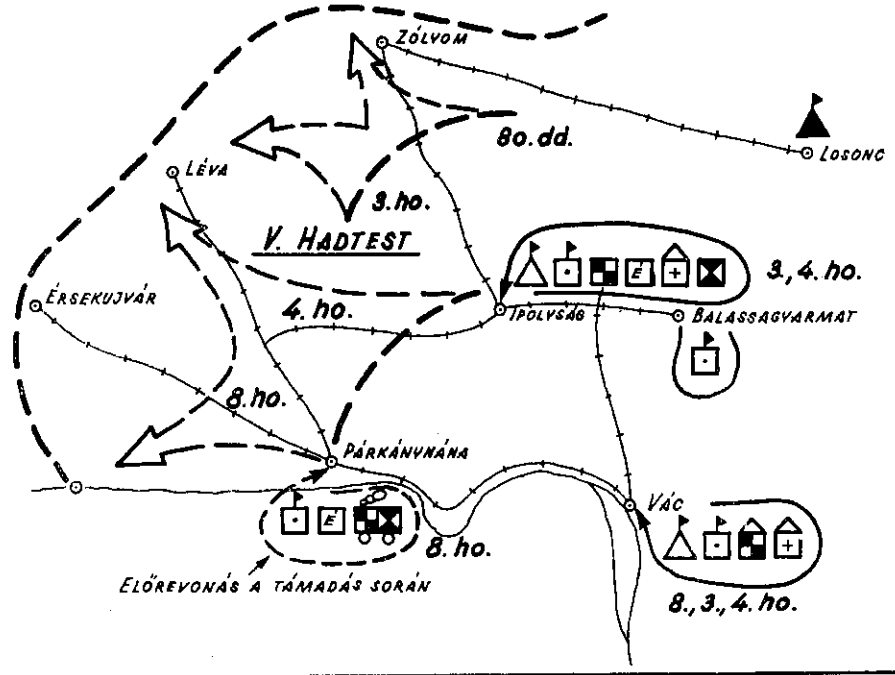 ZÓLYOM
80.dd.
LOSONC
LÉVA
3.ho.
V. HADTEST
É
3.,4. ho.
ÉRSEKUJVÁR
4. ho.
IPOLYSÁG
BALASSAGYARMAT
8.ho.
PÁRKÁNYNÁNA
VÁC
É
8.ho.
ELŐREVONÁS A TÁMADÁS SORÁN
8.,3.,4. ho.